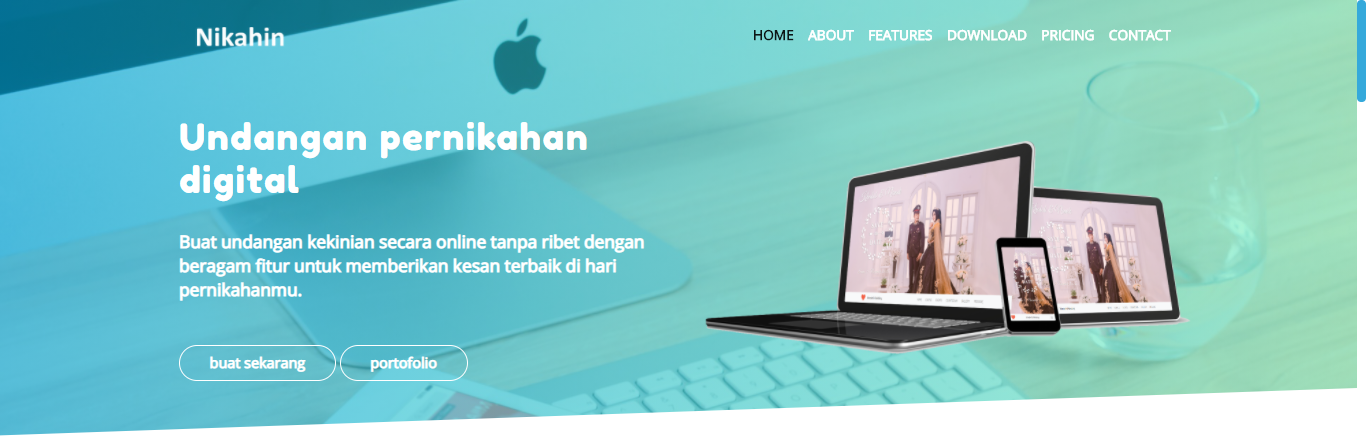 Nikahin
HOME ABOUT FEATURES DOWNLOAD PRICING CONTACT
Undangan pernikahan
digital
Buat undangan kekinian secara online tanpa ribet dengan
beragam fitur untuk memberikan kesan terbaik di hari
pernikahanmu.
buat sekarang portofolio